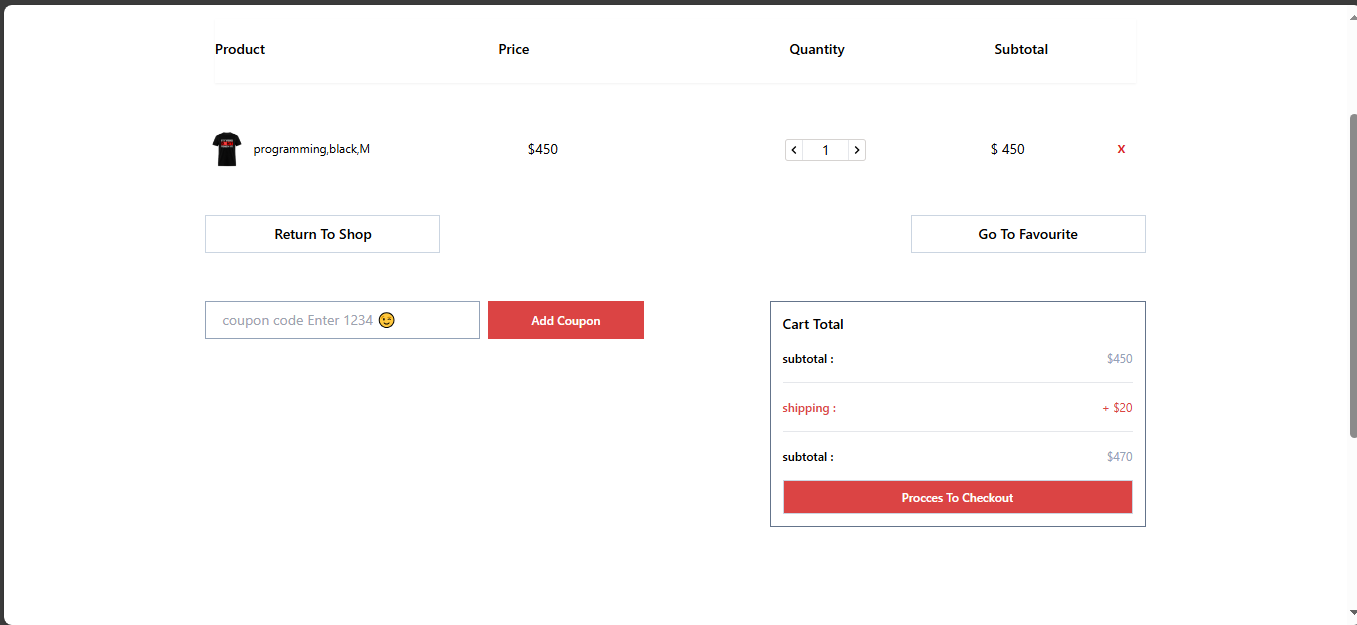 Product Price Quantity Subtotal
programming,black,M $450 1 $ 450 X
Return To Shop Go To Favourite
coupon code Enter 1234 😉 Add Coupon
Cart Total
subtotal : $450
shipping : + $20
subtotal : $470
Procces To Checkout